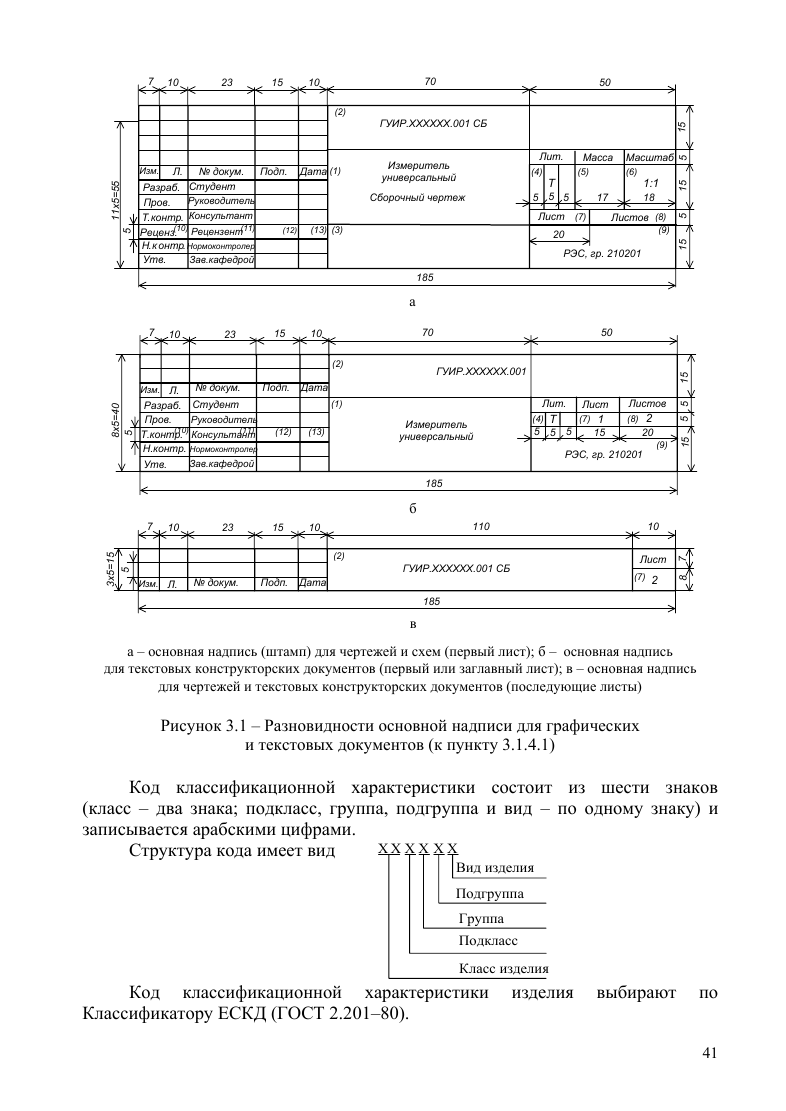 7 10 23 15 10 70 50
(2) ГУИР.XXXXXX.001 СБ
15
Лит. Масса Масштаб 5
Изм. Л. № докум. Подп. Дата (1) Измеритель универсальный (4) (5) (6)
Т 1:1 15
Разраб. Студент
Пров. Руководитель Сборочный чертеж 5 5 5 17 18
11х5=55
Т.контр. Консультант Лист (7) Листов (8) 5
5 Реценз. (10) Рецензент (11) (12) (13) (3) (9)
20
Н.контр. Нормоконтролер РЭС, гр. 210201 15
Утв. Зав.кафедрой
185
а
7 10 23 15 10 70 50
(2) ГУИР.XXXXXX.001
15
Изм. Л. № докум. Подп. Дата
Разраб. Студент (1) Лит. Лист Листов 5
8х5=40
Пров. Руководитель Измеритель универсальный (4) Т (7) 1 (8) 2 5
5 Т.контр. (10) Консультант (11) (12) (13) 5 5 5 15 20
Н.контр. Нормоконтролер (9) 15
РЭС, гр. 210201
Утв. Зав.кафедрой
185
б
7 10 23 15 10 110 10
3х5=15 5 (2) ГУИР.XXXXXX.001 СБ Лист 7
Изм. Л. № докум. Подп. Дата (7) 2 8
185
в
а – основная надпись (штамп) для чертежей и схем (первый лист); б – основная надпись
для текстовых конструкторских документов (первый или заглавный лист); в – основная надпись
для чертежей и текстовых конструкторских документов (последующие листы)
Рисунок 3.1 – Разновидности основной надписи для графических
и текстовых документов (к пункту 3.1.4.1)
Код классификационной характеристики состоит из шести знаков
(класс – два знака; подкласс, группа, подгруппа и вид – по одному знаку) и
записывается арабскими цифрами.
Структура кода имеет вид XX X X X X
Вид изделия
Подгруппа
Группа
Подкласс
Класс изделия
Код классификационной характеристики изделия выбирают по
Классификатору ЕСКД (ГОСТ 2.201–80).
41